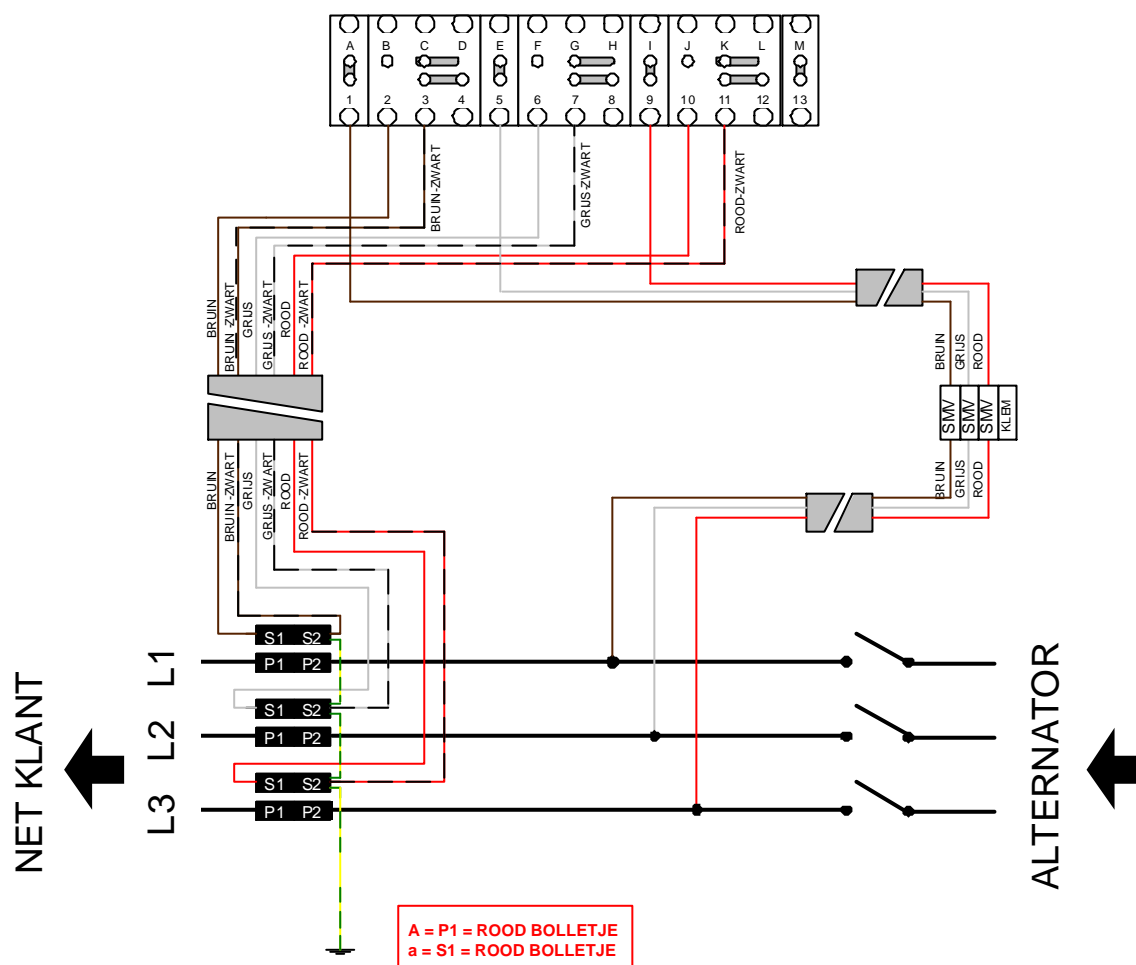 A B C D E F G H I J K L M
1 2 3 4 5 6 7 8 9 10 11 12 13
BRUIN-ZWART
GRIJS-ZWART
ROOD-ZWART
BRUIN
BRUIN -ZWART
GRIJS
GRIJS -ZWART
ROOD
ROOD -ZWART
BRUIN
GRIJS
ROOD
SMV
SMV
SMV
KLEM
BRUIN
BRUIN-ZWART
GRIJS
GRIJS -ZWART
ROOD
ROOD -ZWART
BRUIN
GRIJS
ROOD
S1 S2
L1
P1 P2
S1 S2
L2
P1 P2
S1 S2
L3
P1 P2
NET KLANT
ALTERNATOR
A = P1 = ROOD BOLLETJE
a = S1 = ROOD BOLLETJE